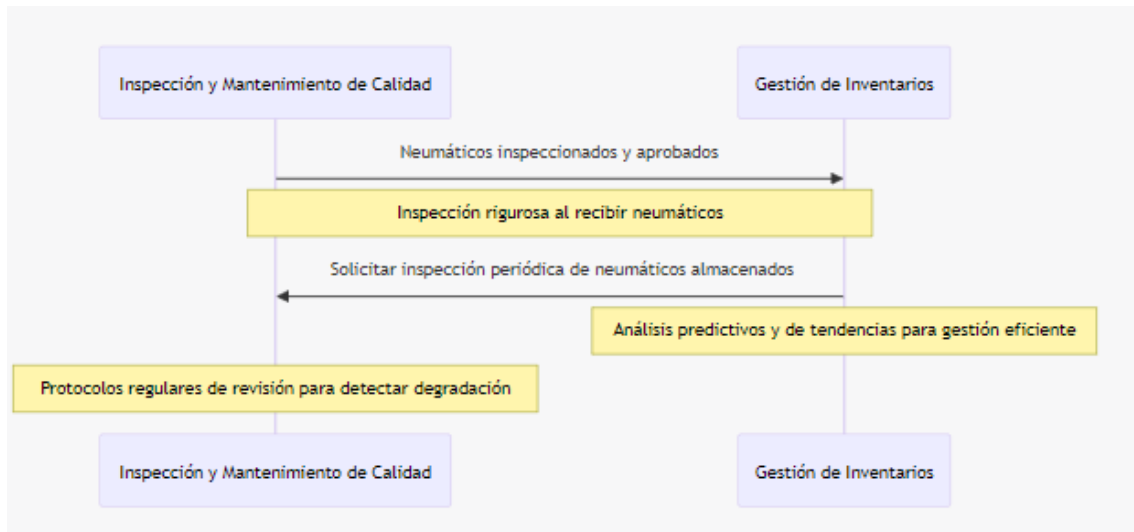 Inspección y Mantenimiento de Calidad
Gestión de Inventarios
Neumáticos inspeccionados y aprobados
Inspección rigurosa al recibir neumáticos
Solicitar inspección periódica de neumáticos almacenados
Análisis predictivos y de tendencias para gestión eficiente
Protocolos regulares de revisión para detectar degradación
Inspección y Mantenimiento de Calidad
Gestión de Inventarios